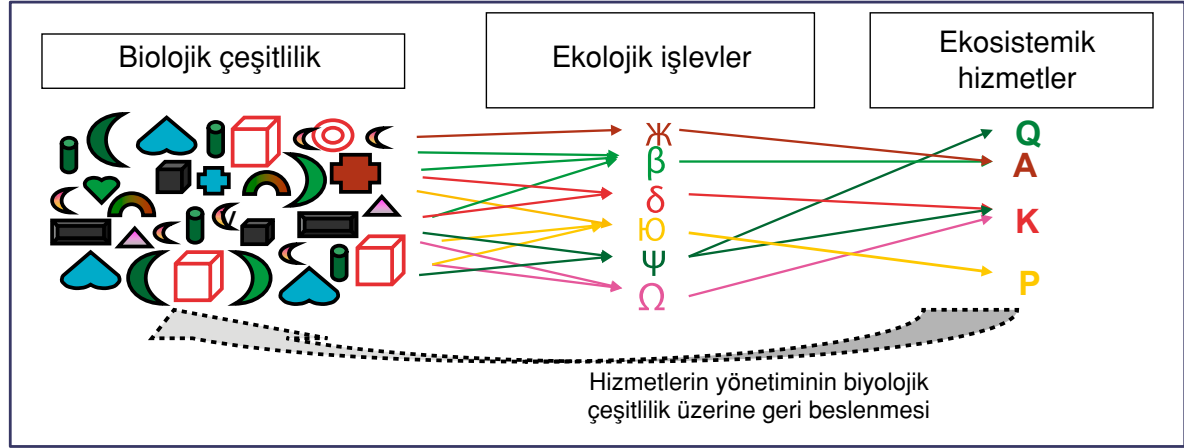 Biolojik çeşitlilik
Ekolojik işlevler
Ekosistemik
hizmetler
Ж
β
δ
Ю
Ψ
Ω
Q
A
K
P
Hizmetlerin yönetiminin biyolojik
çeşitlilik üzerine geri beslenmesi